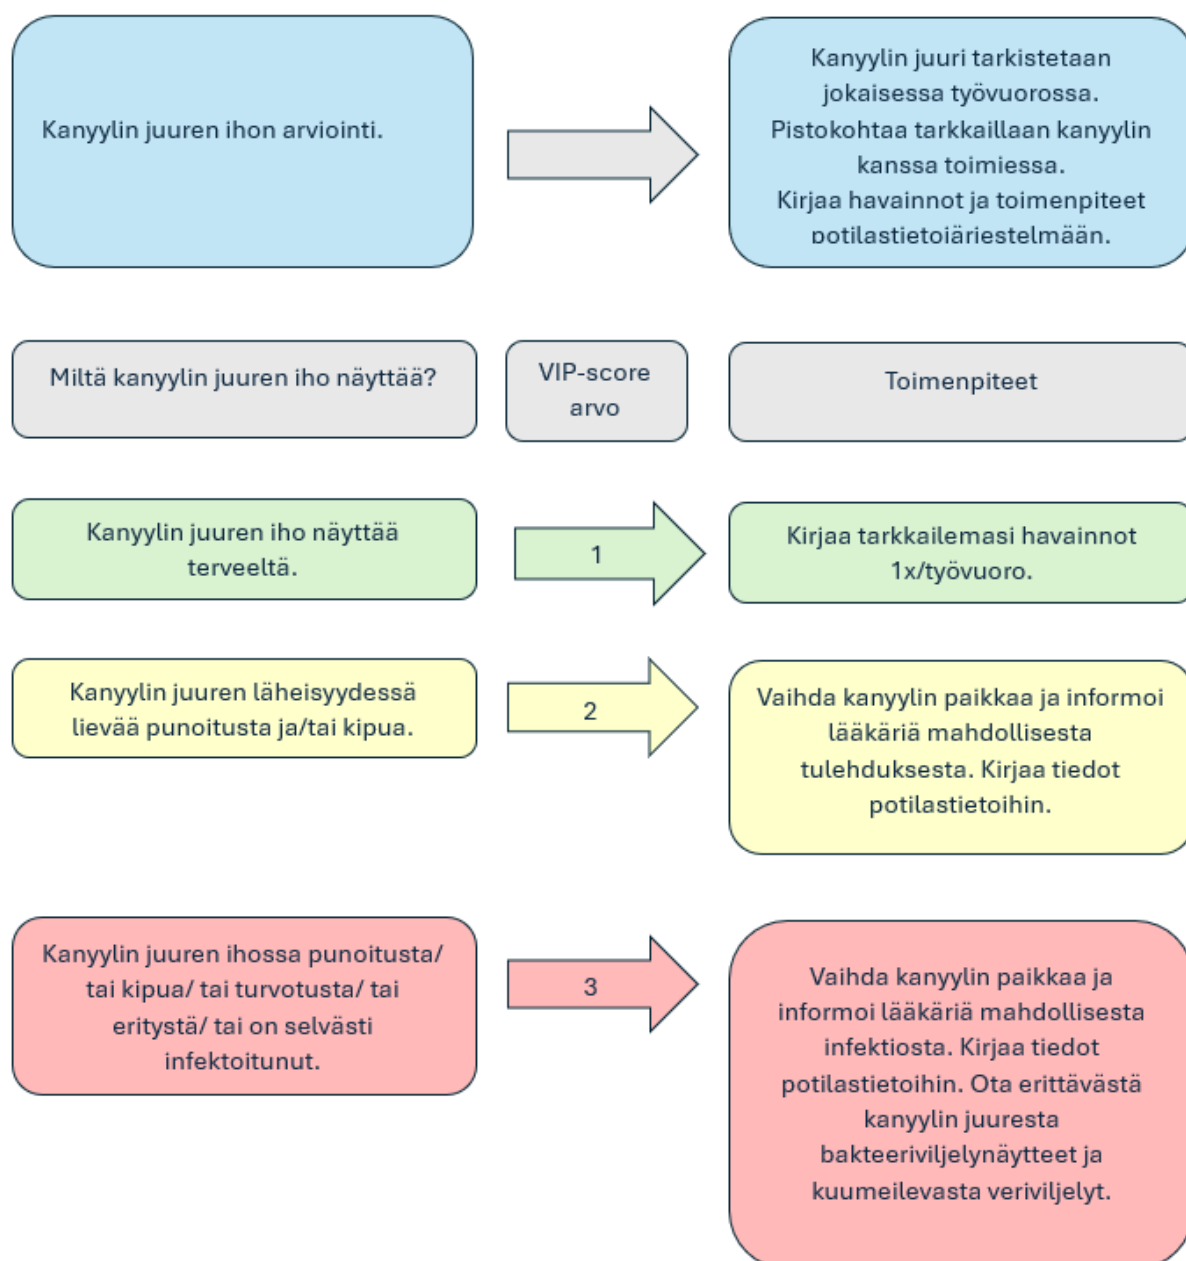 Kanyylin juuren ihon arviointi.
Kanyylin juuri tarkistetaan
jokaisessa työvuorossa.
Pistokohtaa tarkkaillaan kanyylin
kanssa toimiessa.
Kirjaa havainnot ja toimenpiteet
potilastietojärjestelmään.
Miltä kanyylin juuren iho näyttää?
VIP-score
arvo
Toimenpiteet
Kanyylin juuren iho näyttää
terveeltä.
1
Kirjaa tarkkailemasi havainnot
1x/työvuoro.
Kanyylin juuren läheisyydessä
lievää punoitusta ja/tai kipua.
2
Vaihda kanyylin paikkaa ja informoi
lääkäriä mahdollisesta
tulehduksesta. Kirjaa tiedot
potilastietoihin.
Kanyylin juuren ihossa punoitusta/
tai kipua/ tai turvotusta/ tai
eritystä/ tai on selvästi
infektoitunut.
3
Vaihda kanyylin paikkaa ja
informoi lääkäriä mahdollisesta
infektiosta. Kirjaa tiedot
potilastietoihin. Ota erittävästä
kanyylin juuresta
bakteeriviljelynäytteet ja
kuumeilevasta veriviljelyt.